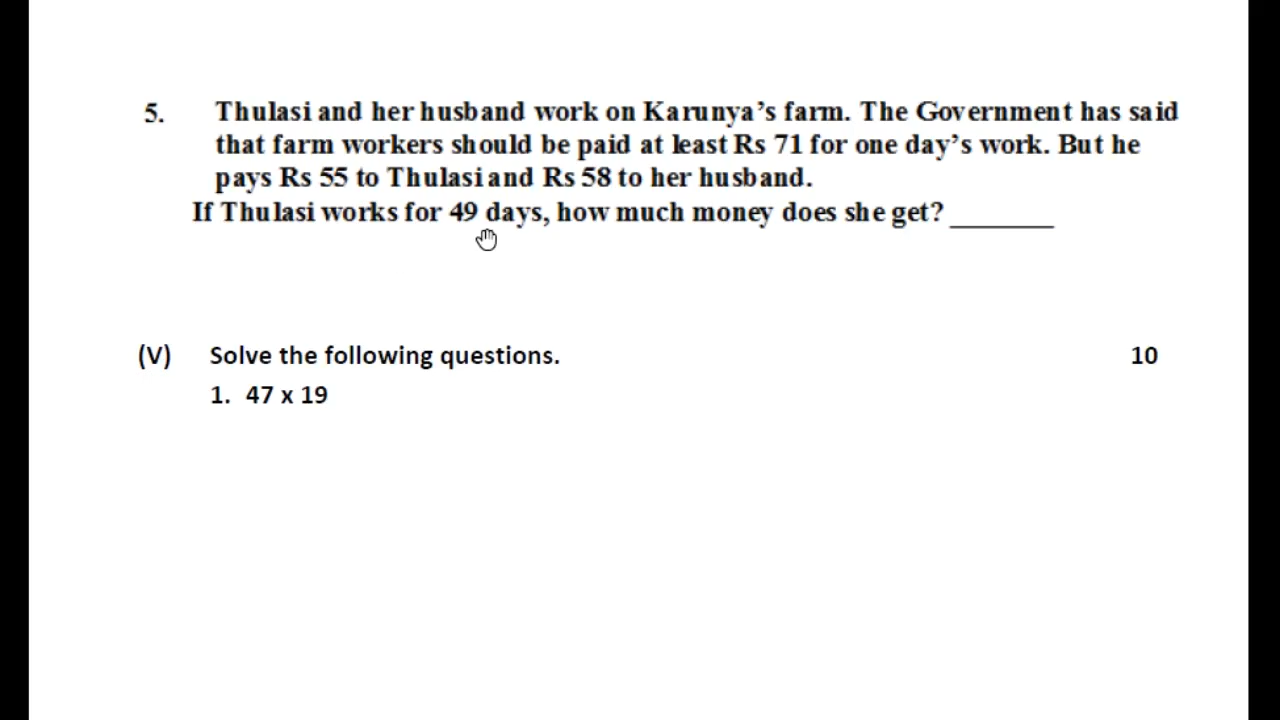 5. Thulasi and her husband work on Karunya's farm. The Government has said
that farm workers should be paid at least Rs 71 for one day's work. But he
pays Rs 55 to Thulasi and Rs 58 to her husband.
If Thulasi works for 49 days, how much money does she get? ________
(V) Solve the following questions. 10
1. 47 x 19